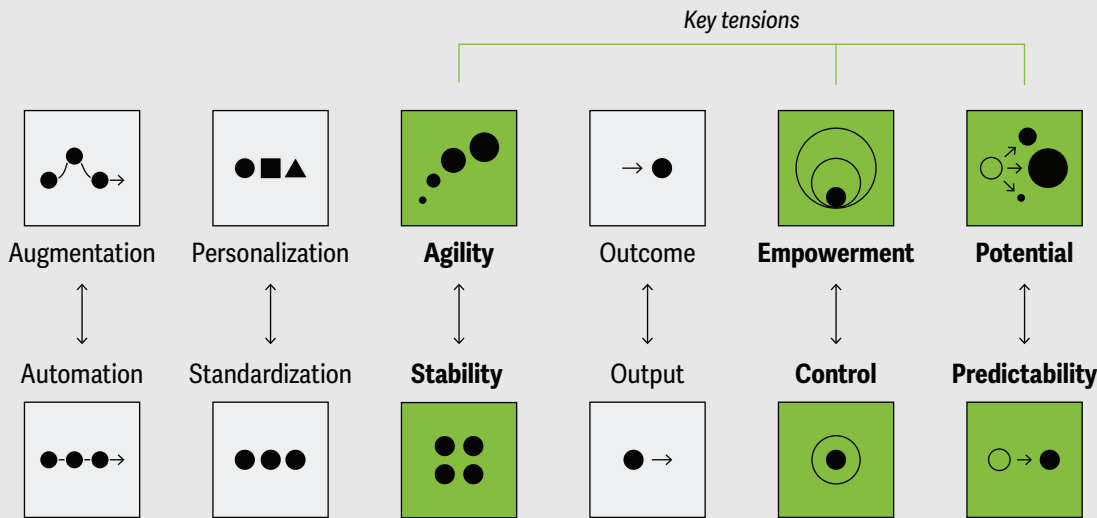 Key tensions
Augmentation
Personalization
Agility
Outcome
Empowerment
Potential
Automation
Standardization
Stability
Output
Control
Predictability